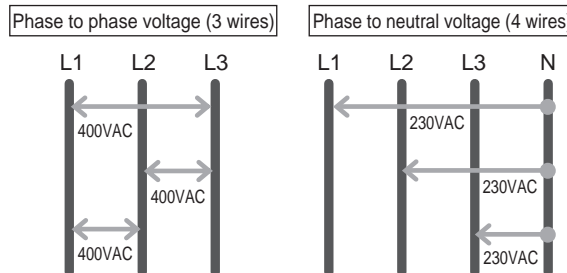 Phase to phase voltage (3 wires)
L1 L2 L3
400VAC
400VAC
400VAC
Phase to neutral voltage (4 wires)
L1 L2 L3 N
230VAC
230VAC
230VAC